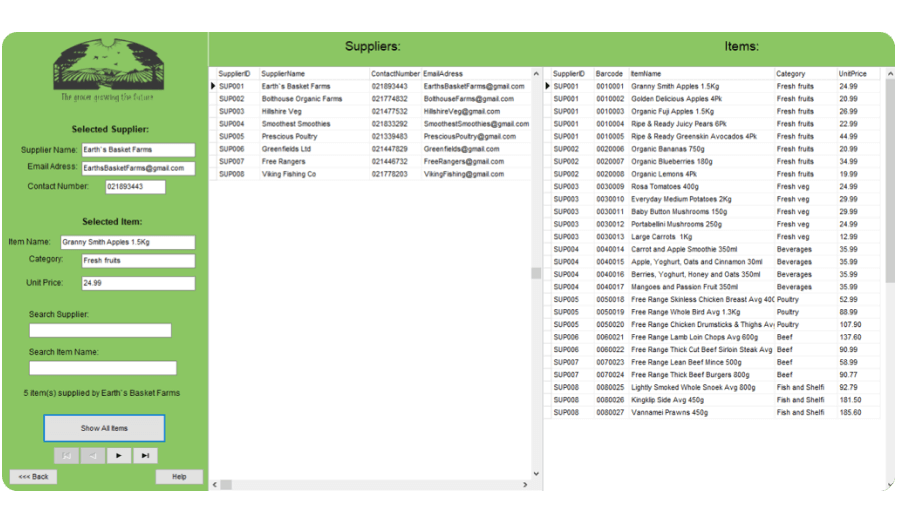 The power growing the future
Selected Supplier:
Supplier Name: Earth`s Basket Farms
Email Adress: EarthsBasketFarms@gmail.com
Contact Number: 021893443
Selected Item:
Item Name: Granny Smith Apples 1.5Kg
Category: Fresh fruits
Unit Price: 24.99
Search Supplier:
Search Item Name:
5 item(s) supplied by Earth`s Basket Farms
Show All Items
<<< Back
Help
Suppliers:
SupplierID SupplierName ContactNumber EmailAdress
SUP001 Earth`s Basket Farms 021893443 EarthsBasketFarms@gmail.com
SUP002 Bolthouse Organic Farms 021774832 BolthouseFarms@gmail.com
SUP003 Hillshire Veg 021477532 HillshireVeg@gmail.com
SUP004 Smoothest Smoothies 021833292 SmoothestSmoothies@gmail.com
SUP005 Prescious Poultry 021339483 PresciousPoultry@gmail.com
SUP006 Greenfields Ltd 021447829 Greenfields@gmail.com
SUP007 Free Rangers 021446732 FreeRangers@gmail.com
SUP008 Viking Fishing Co 021778203 VikingFishing@gmail.com
Items:
SupplierID Barcode ItemName Category UnitPrice
SUP001 0010001 Granny Smith Apples 1.5Kg Fresh fruits 24.99
SUP001 0010002 Golden Delicious Apples 4Pk Fresh fruits 20.99
SUP001 0010003 Organic Fuji Apples 1.5Kg Fresh fruits 26.99
SUP001 0010004 Ripe & Ready Juicy Pears 6Pk Fresh fruits 22.99
SUP001 0010005 Ripe & Ready Greenskin Avocados 4Pk Fresh fruits 44.99
SUP002 0020006 Organic Bananas 750g Fresh fruits 20.99
SUP002 0020007 Organic Blueberries 180g Fresh fruits 34.99
SUP002 0020008 Organic Lemons 4Pk Fresh fruits 19.99
SUP003 0030009 Rosa Tomatoes 400g Fresh veg 24.99
SUP003 0030010 Everyday Medium Potatoes 2Kg Fresh veg 29.99
SUP003 0030011 Baby Button Mushrooms 150g Fresh veg 29.99
SUP003 0030012 Portabellini Mushrooms 250g Fresh veg 24.99
SUP003 0030013 Large Carrots 1Kg Fresh veg 12.99
SUP004 0040014 Carrot and Apple Smoothie 350ml Beverages 35.99
SUP004 0040015 Apple, Yoghurt, Oats and Cinnamon 30ml Beverages 35.99
SUP004 0040016 Berries, Yoghurt, Honey and Oats 350ml Beverages 35.99
SUP004 0040017 Mangoes and Passion Fruit 350ml Beverages 35.99
SUP005 0050018 Free Range Skinless Chicken Breast Avg 400 Poultry 52.99
SUP005 0050019 Free Range Whole Bird Avg 1.3Kg Poultry 88.99
SUP005 0050020 Free Range Chicken Drumsticks & Thighs Av Poultry 107.90
SUP006 0060021 Free Range Lamb Loin Chops Avg 600g Beef 137.60
SUP006 0060022 Free Range Thick Cut Beef Sirloin Steak Avg Beef 90.99
SUP007 0070023 Free Range Lean Beef Mince 500g Beef 58.99
SUP007 0070024 Free Range Thick Beef Burgers 800g Beef 90.77
SUP008 0080025 Lightly Smoked Whole Snoek Avg 800g Fish and Shelfi 92.79
SUP008 0080026 Kingklip Side Avg 450g Fish and Shelfi 181.50
SUP008 0080027 Vannamei Prawns 450g Fish and Shelfi 185.60